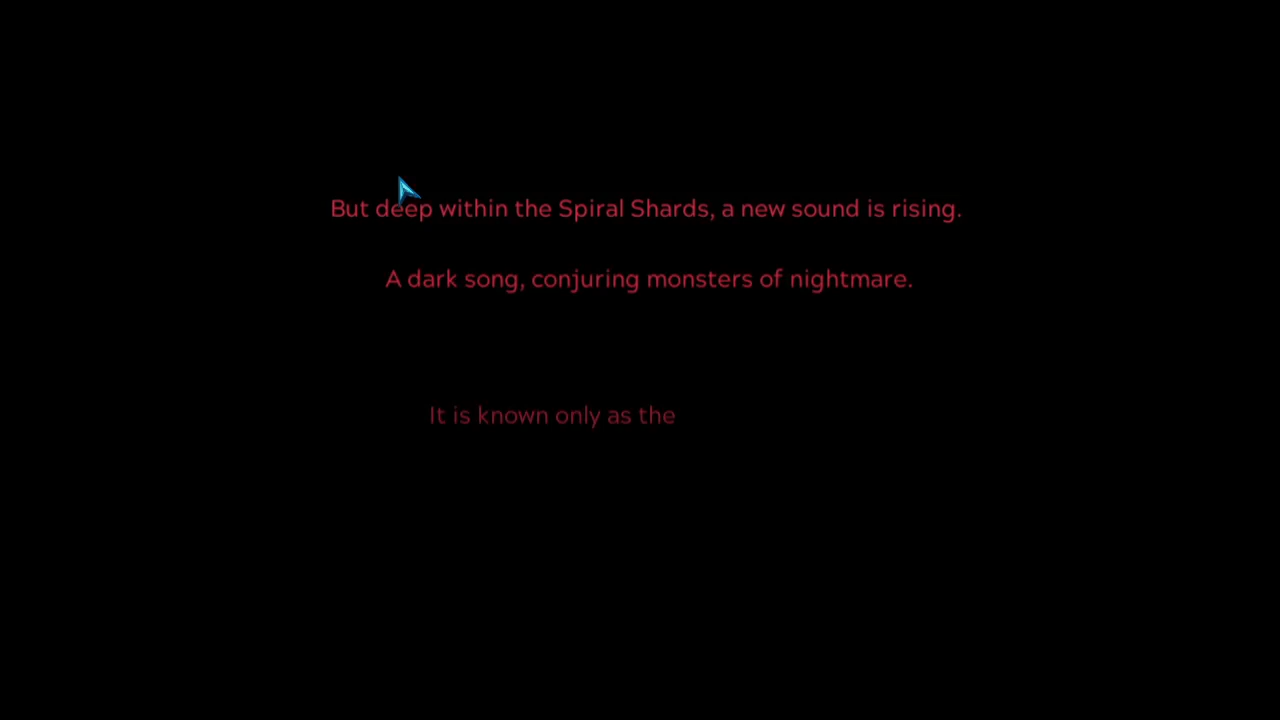 But deep within the Spiral Shards, a new sound is rising.
A dark song, conjuring monsters of nightmare.
It is known only as the